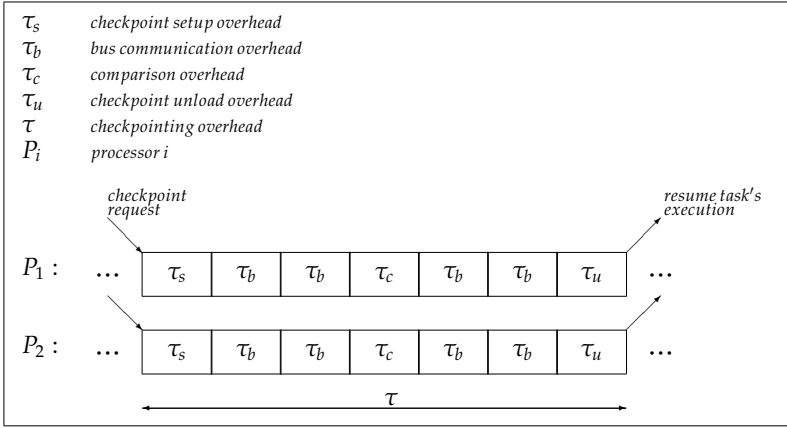 τs checkpoint setup overhead
τb bus communication overhead
τc comparison overhead
τu checkpoint unload overhead
τ checkpointing overhead
Pi processor i
checkpoint
request
resume task's
execution
P1 : ... τs τb τb τc τb τb τu ...
P2 : ... τs τb τb τc τb τb τu ...
τ